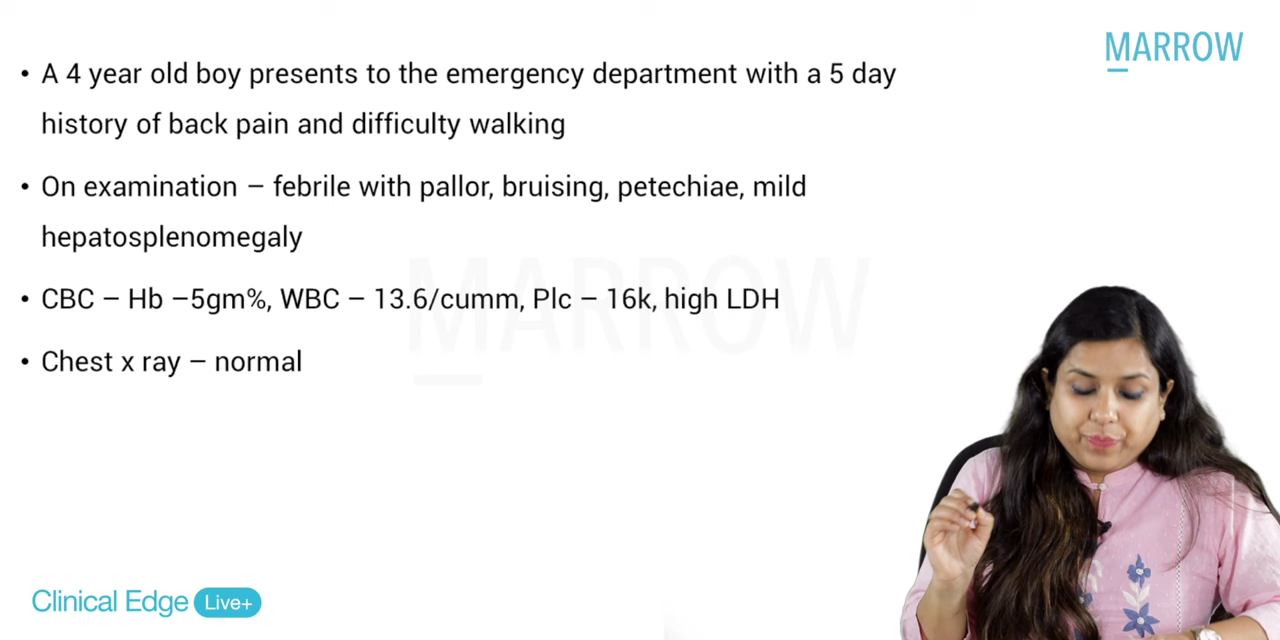 MARROW
• A 4 year old boy presents to the emergency department with a 5 day
history of back pain and difficulty walking
• On examination – febrile with pallor, bruising, petechiae, mild
hepatosplenomegaly
• CBC – Hb –5gm%, WBC – 13.6/cumm, Plc – 16k, high LDH
MARROW
• Chest x ray – normal
Clinical Edge Live+